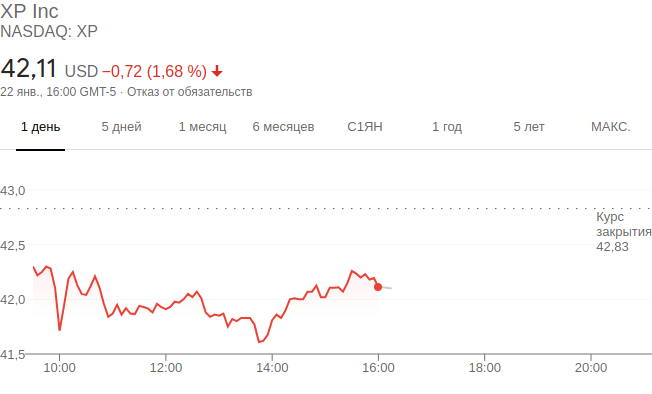 XP Inc
NASDAQ: XP
42,11 USD −0,72 (1,68 %)
22 янв., 16:00 GMT-5 · Отказ от обязательств
1 день 5 дней 1 месяц 6 месяцев С1ЯН 1 год 5 лет МАКС.
43,0
Курс
закрытия
42,5
42,83
42,0
41,5
10:00 12:00 14:00 16:00 18:00 20:00